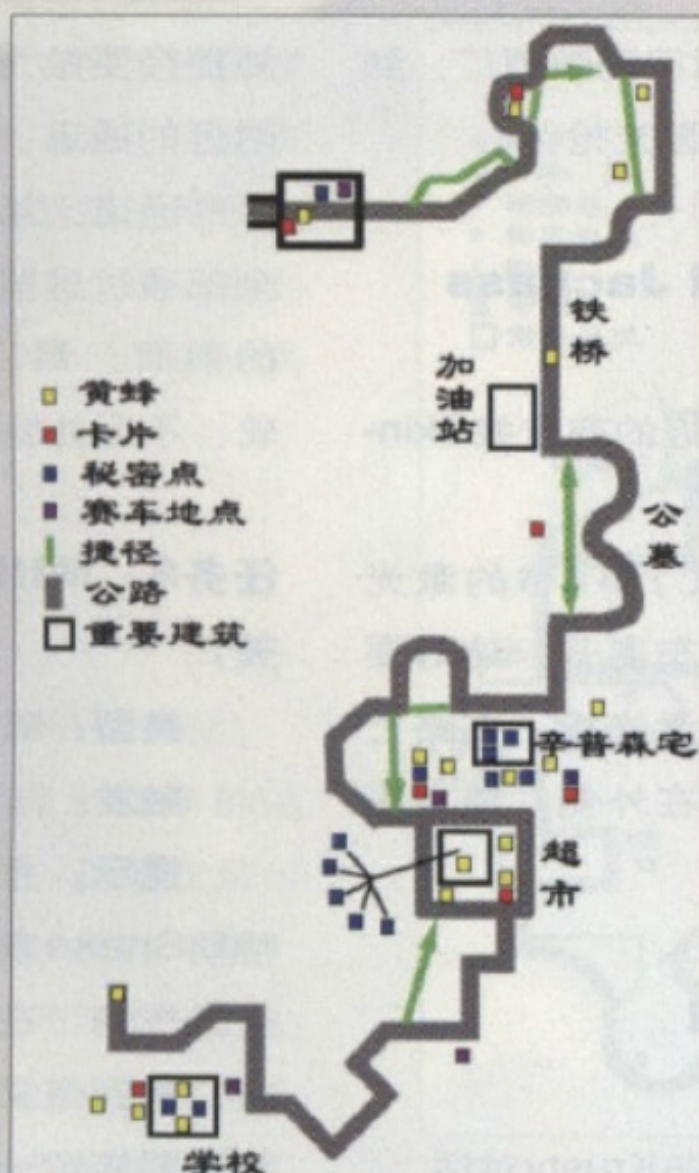 铁桥
加油站
黄蜂
卡片
秘密点
赛车地点
捷径
公路
重要建筑
公墓
辛普森宅
超市
学校